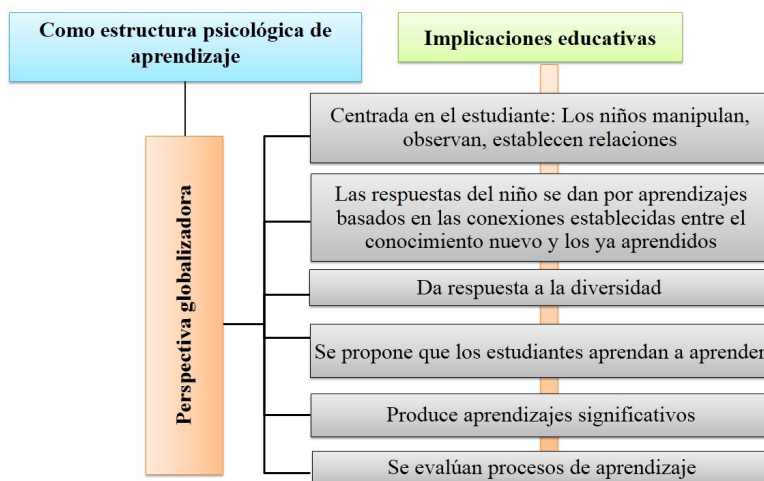 Como estructura psicológica de
aprendizaje
Implicaciones educativas
Perspectiva globalizadora
Centrada en el estudiante: Los niños manipulan,
observan, establecen relaciones
Las respuestas del niño se dan por aprendizajes
basados en las conexiones establecidas entre el
conocimiento nuevo y los ya aprendidos
Da respuesta a la diversidad
Se propone que los estudiantes aprendan a aprender
Produce aprendizajes significativos
Se evalúan procesos de aprendizaje